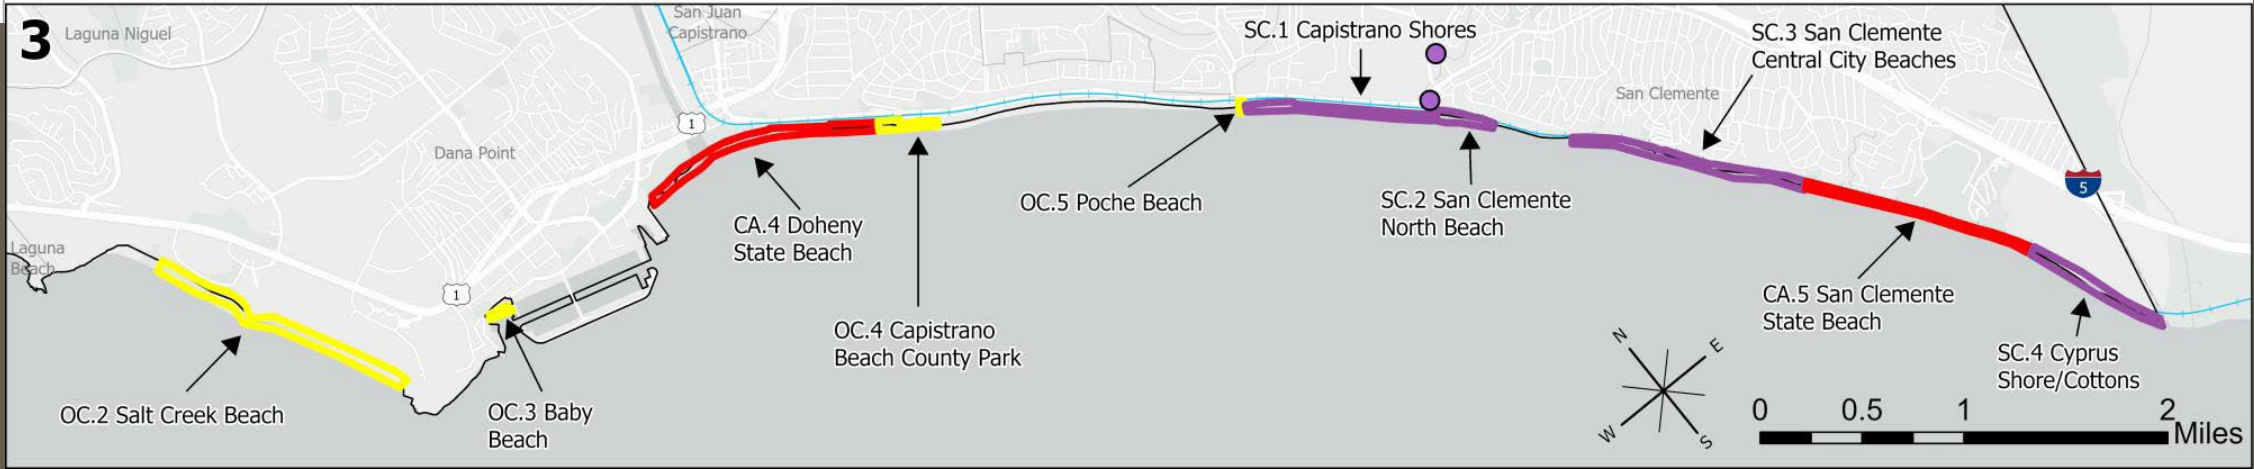 3
Laguna Niguel
San Juan
Capistrano
SC.1 Capistrano Shores
SC.3 San Clemente
Central City Beaches
San Clemente
1
Dana Point
5
OC.5 Poche Beach
SC.2 San Clemente
North Beach
CA.4 Doheny
State Beach
Laguna
Beach
1
OC.4 Capistrano
Beach County Park
CA.5 San Clemente
State Beach
SC.4 Cyprus
Shore/Cottons
OC.2 Salt Creek Beach
OC.3 Baby
Beach
N
E
W
S
0 0.5 1 2
Miles